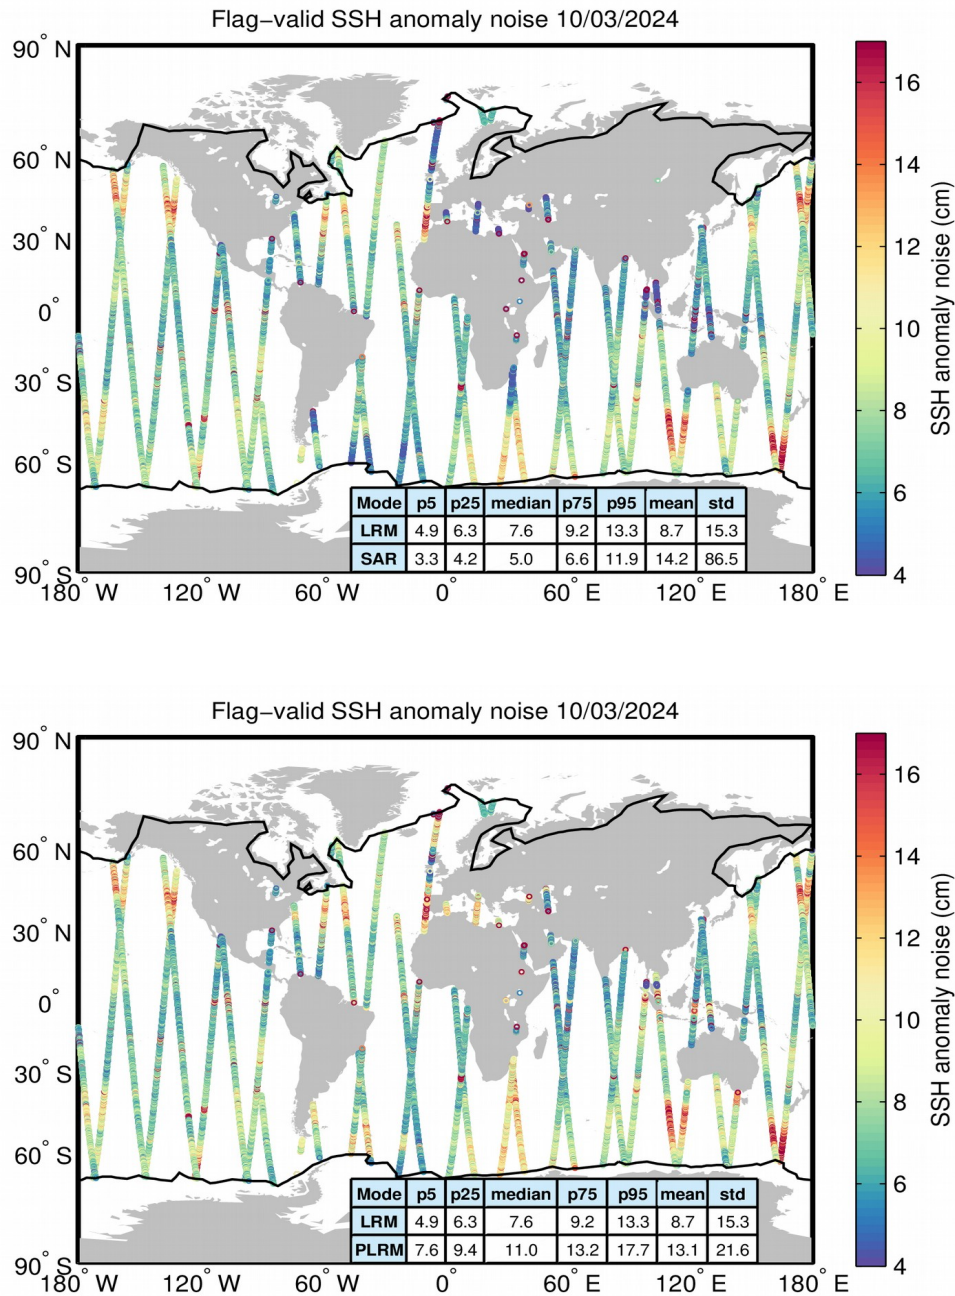 Flag−valid SSH anomaly noise 10/03/2024
90° N
60° N
30° N
0°
30° S
60° S
90° S
180° W
120° W
60° W
0°
60° E
120° E
180° E
16
14
12
10
8
6
4
SSH anomaly noise (cm)
Mode p5 p25 median p75 p95 mean std
LRM 4.9 6.3 7.6 9.2 13.3 8.7 15.3
SAR 3.3 4.2 5.0 6.6 11.9 14.2 86.5
Flag−valid SSH anomaly noise 10/03/2024
90° N
60° N
30° N
0°
30° S
60° S
90° S
180° W
120° W
60° W
0°
60° E
120° E
180° E
16
14
12
10
8
6
4
SSH anomaly noise (cm)
Mode p5 p25 median p75 p95 mean std
LRM 4.9 6.3 7.6 9.2 13.3 8.7 15.3
PLRM 7.6 9.4 11.0 13.2 17.7 13.1 21.6